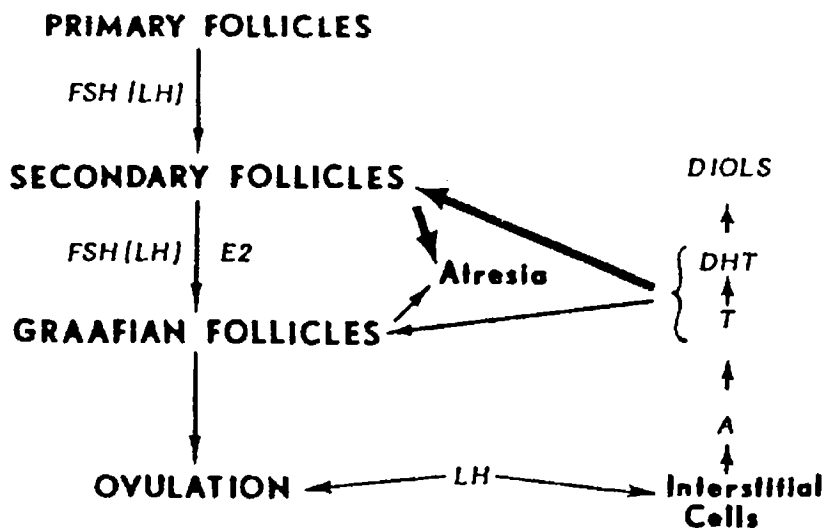 PRIMARY FOLLICLES
FSH (LH)
SECONDARY FOLLICLES
FSH (LH) E2
Atresia
GRAAFIAN FOLLICLES
OVULATION
LH
DIOLS
DHT
T
A
Interstitial
Cells